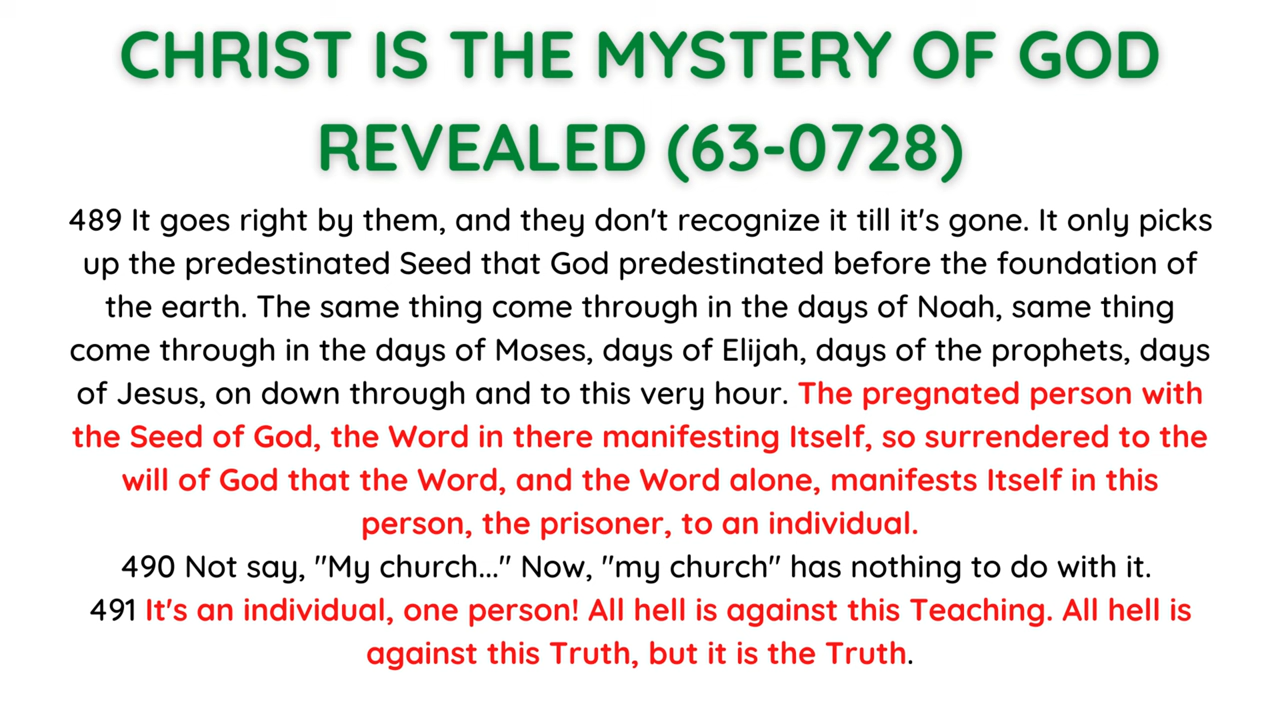 CHRIST IS THE MYSTERY OF GOD
REVEALED (63-0728)
489 It goes right by them, and they don't recognize it till it's gone. It only picks
up the predestinated Seed that God predestinated before the foundation of
the earth. The same thing come through in the days of Noah, same thing
come through in the days of Moses, days of Elijah, days of the prophets, days
of Jesus, on down through and to this very hour. The pregnated person with
the Seed of God, the Word in there manifesting Itself, so surrendered to the
will of God that the Word, and the Word alone, manifests Itself in this
person, the prisoner, to an individual.
490 Not say, "My church..." Now, "my church" has nothing to do with it.
491 It's an individual, one person! All hell is against this Teaching. All hell is
against this Truth, but it is the Truth.